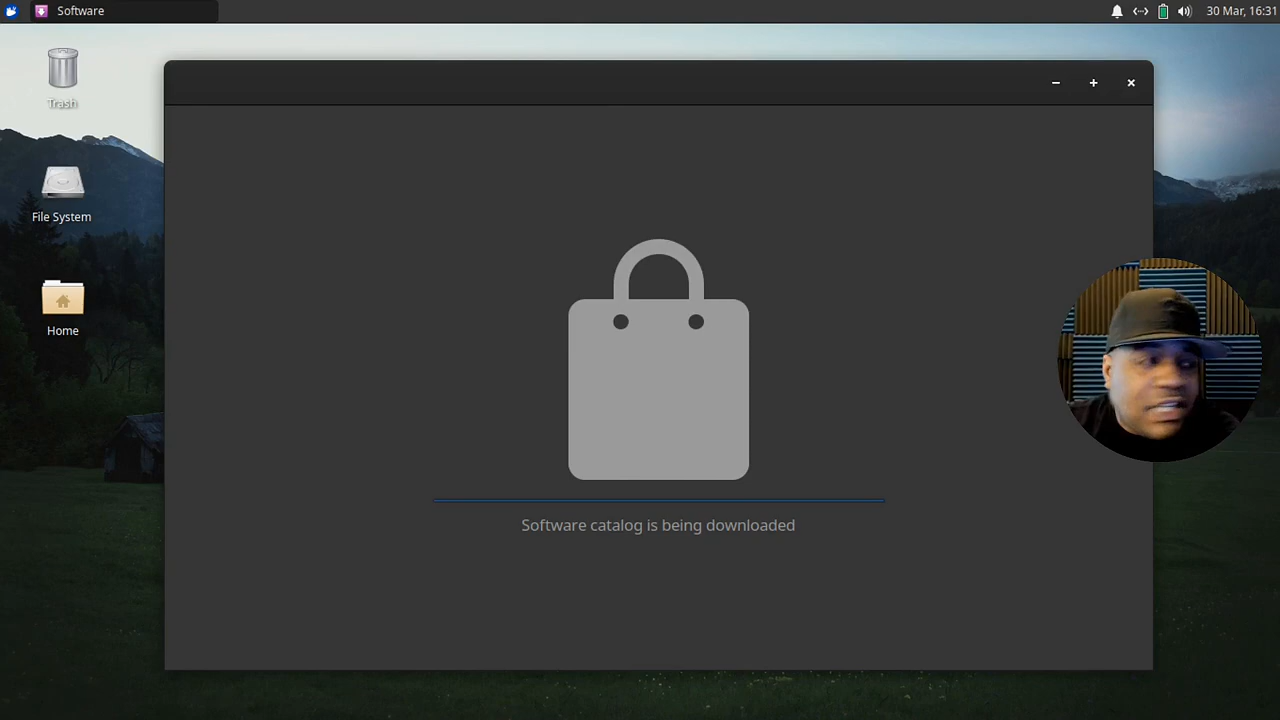 Software
30 Mar, 16:31
Trash
File System
Home
Software catalog is being downloaded